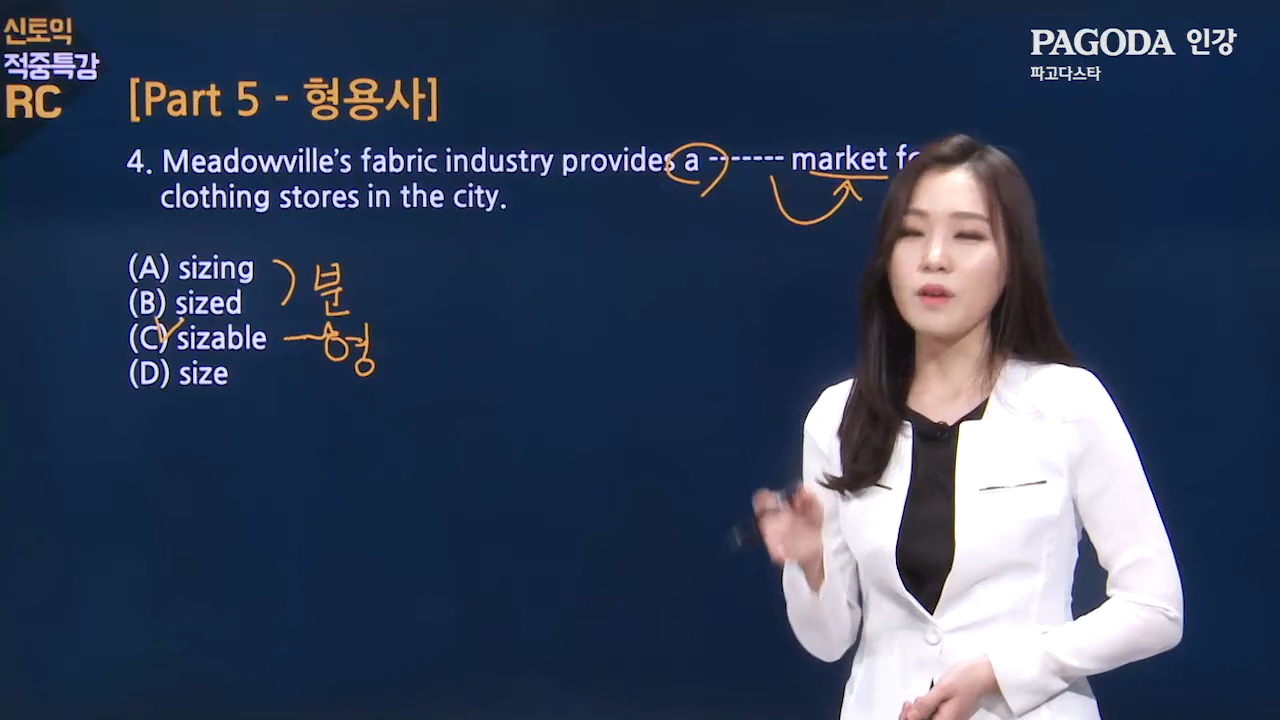 신토익
적중특강
RC
PAGODA 인강
파고다스타
[Part 5 - 형용사]
4. Meadowville's fabric industry provides a ------- market
clothing stores in the city.
(A) sizing
(B) sized
분
(C) sizable
형
(D) size